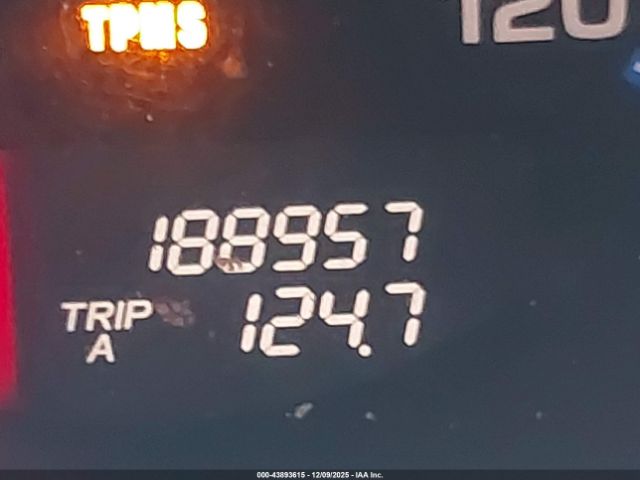 TPMS
120
188957
TRIP 124.7
A
000-43893615 - 12/09/2025 - IAA Inc.